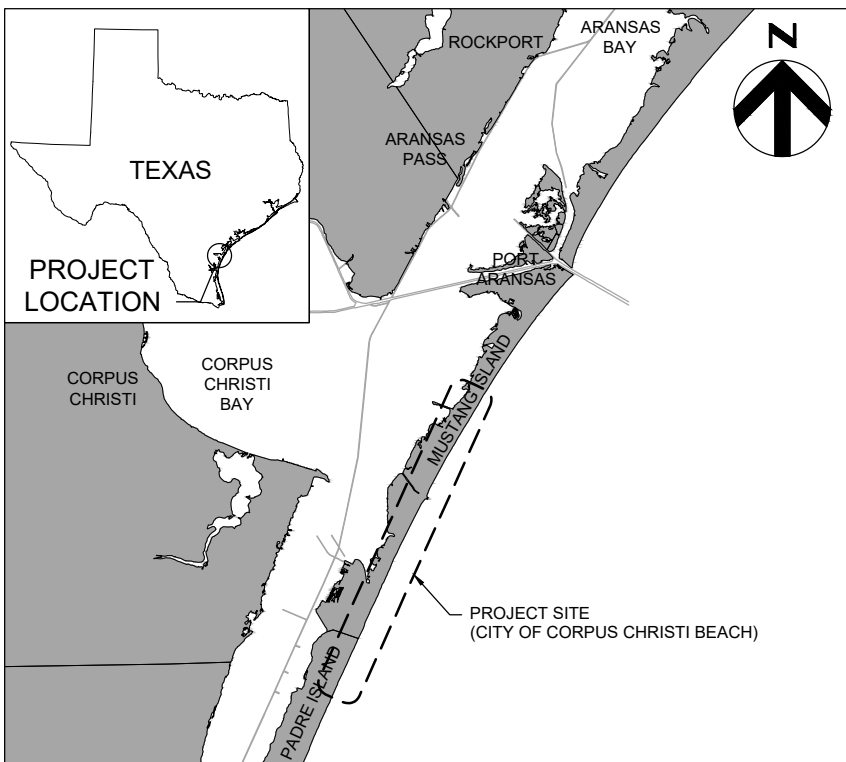 ROCKPORT
ARANSAS
BAY
N
ARANSAS
PASS
TEXAS
PROJECT
LOCATION
PORT
ARANSAS
CORPUS
CHRISTI
CORPUS
CHRISTI
BAY
MUSTANG ISLAND
PROJECT SITE
(CITY OF CORPUS CHRISTI BEACH)
PADRE ISLAND